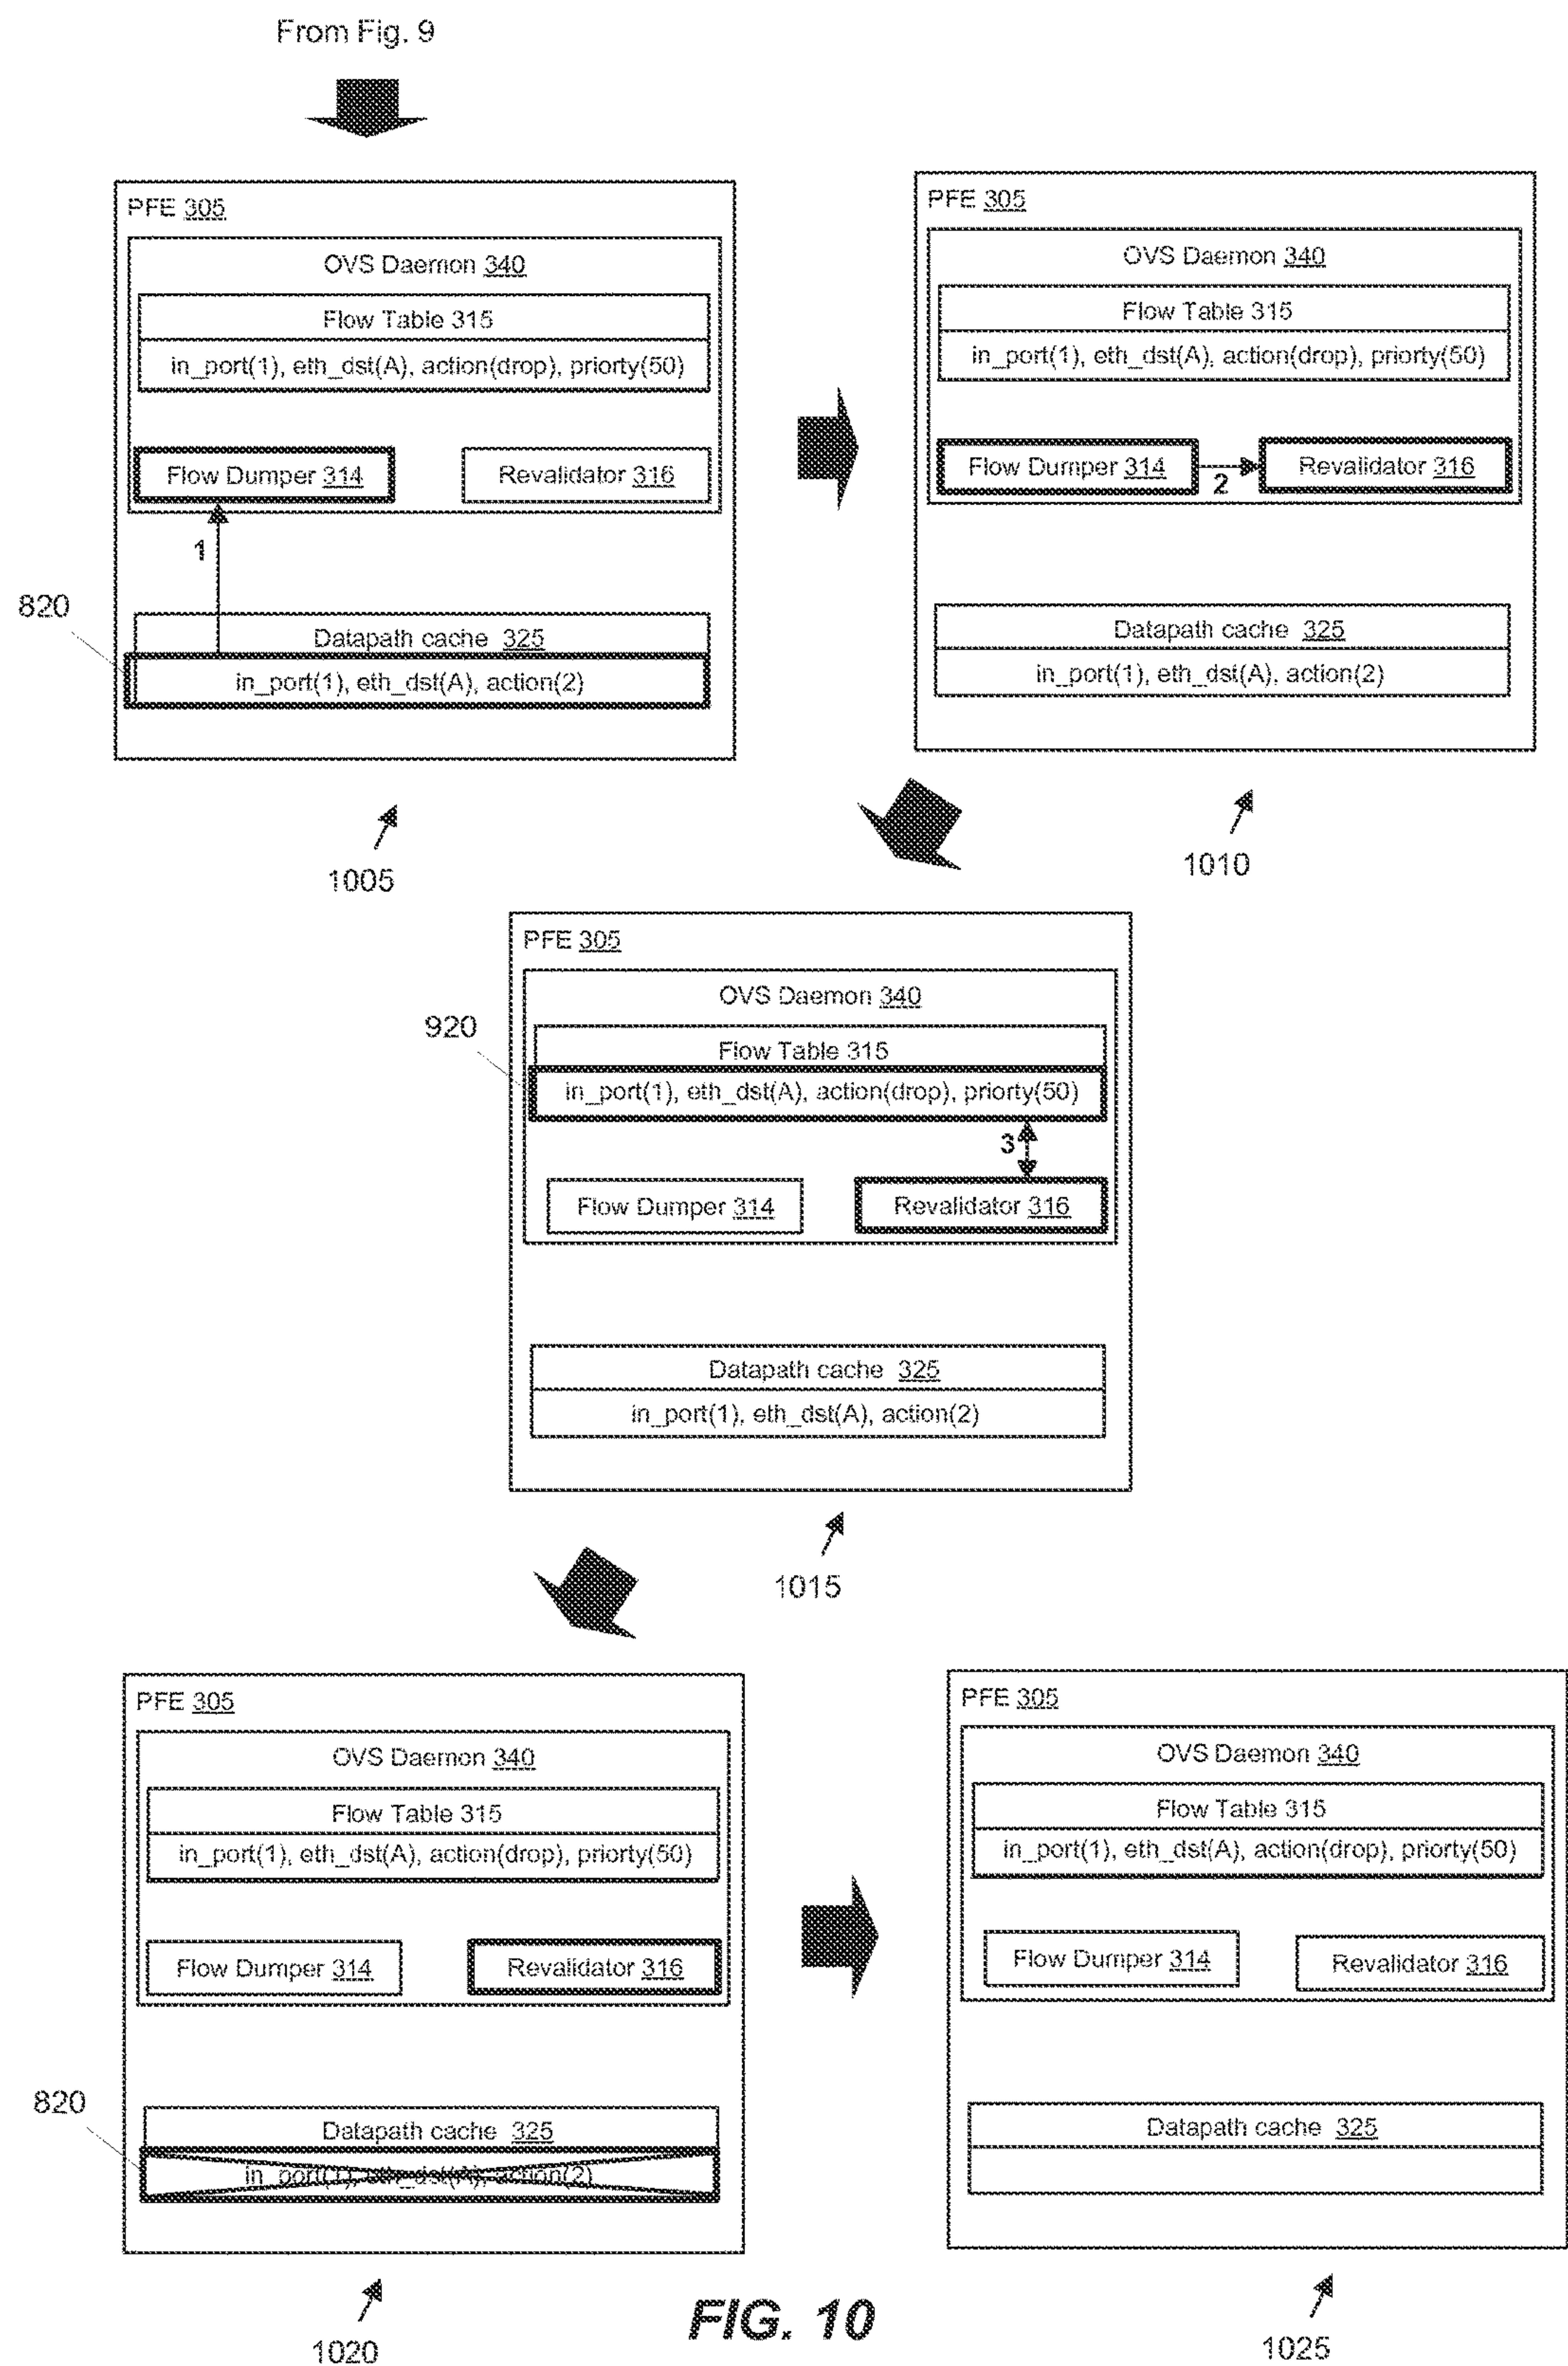 From Fig. 9
PFE 305
OVS Daemon 340
Flow Table 315
in_port(1), eth_dst(A), action(drop), priorty(50)
Flow Dumper 314
Revalidator 316
1
820
Datapath cache 325
in_port(1), eth_dst(A), action(2)
1005
PFE 305
OVS Daemon 340
Flow Table 315
in_port(1), eth_dst(A), action(drop), priorty(50)
Flow Dumper 314
2
Revalidator 316
Datapath cache 325
in_port(1), eth_dst(A), action(2)
1010
PFE 305
OVS Daemon 340
920
Flow Table 315
in_port(1), eth_dst(A), action(drop), priorty(50)
3
Flow Dumper 314
Revalidator 316
Datapath cache 325
in_port(1), eth_dst(A), action(2)
1015
PFE 305
OVS Daemon 340
Flow Table 315
in_port(1), eth_dst(A), action(drop), priorty(50)
Flow Dumper 314
Revalidator 316
820
Datapath cache 325
in_port(1), eth_dst(A), action(2)
1020
PFE 305
OVS Daemon 340
Flow Table 315
in_port(1), eth_dst(A), action(drop), priorty(50)
Flow Dumper 314
Revalidator 316
Datapath cache 325
1025
FIG. 10